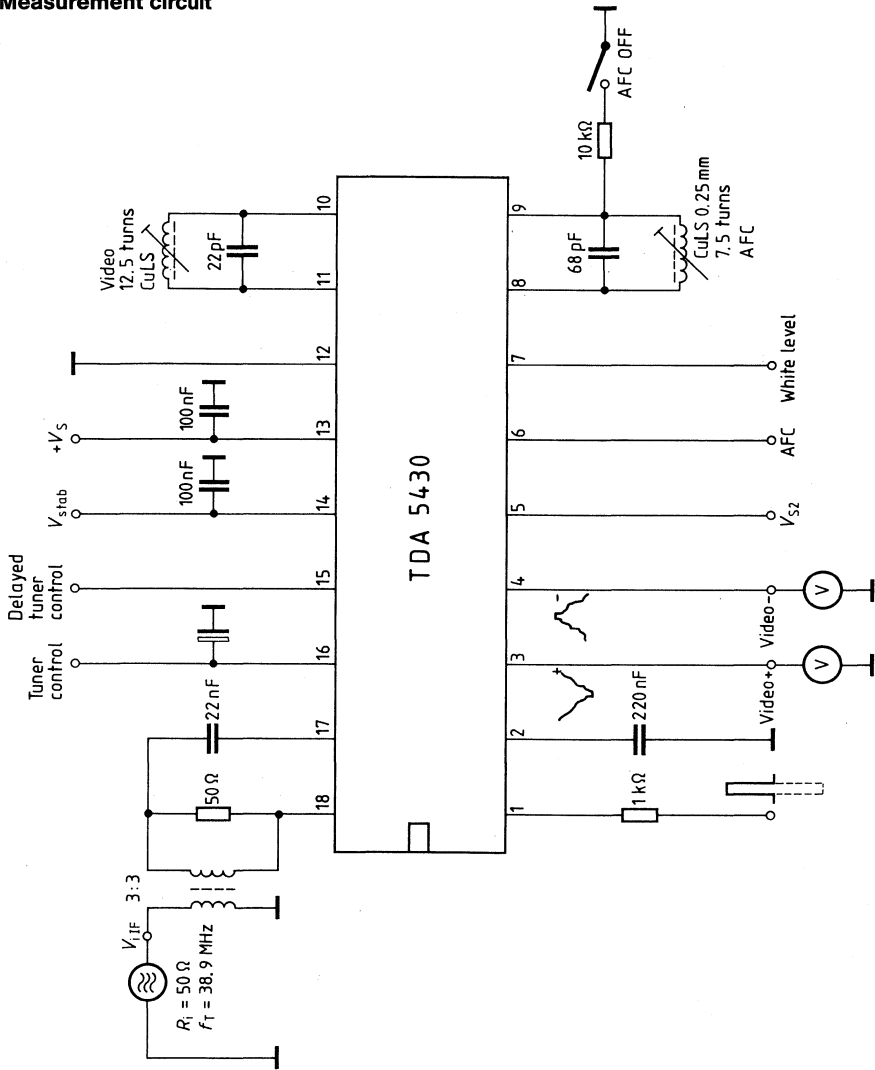 Measurement circuit
AFC OFF
10 kΩ
Video
12.5 turns
CuLS
22 pF
10
11
12
13
14
15
16
17
18
9
8
7
6
5
4
3
2
1
68 pF
CuLS 0.25 mm
7.5 turns
AFC
+VS
100 nF
Vstab
100 nF
Delayed
tuner
control
Tuner
control
22 nF
50 Ω
3:3
Vi IF
Ri = 50 Ω
fT = 38.9 MHz
TDA 5430
White level
AFC
VS2
-
Video-
V
+
Video+
V
220 nF
1 kΩ